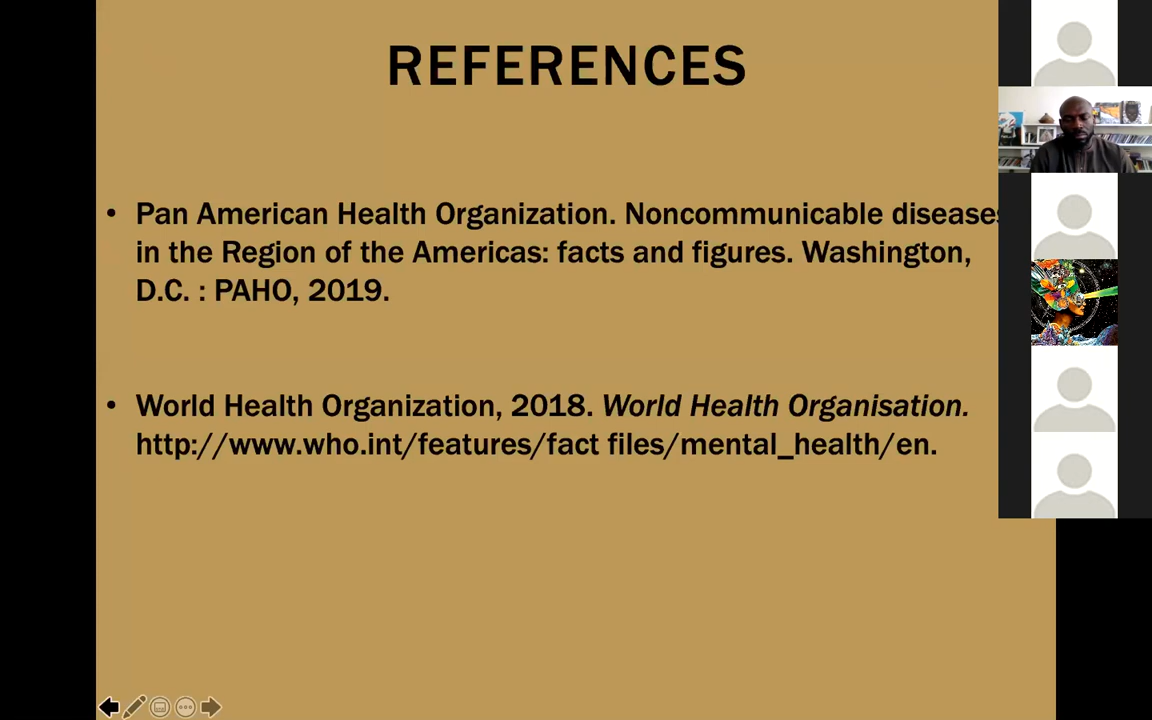 REFERENCES
• Pan American Health Organization. Noncommunicable diseases
in the Region of the Americas: facts and figures. Washington,
D.C. : PAHO, 2019.
• World Health Organization, 2018. World Health Organisation.
http://www.who.int/features/fact files/mental_health/en.